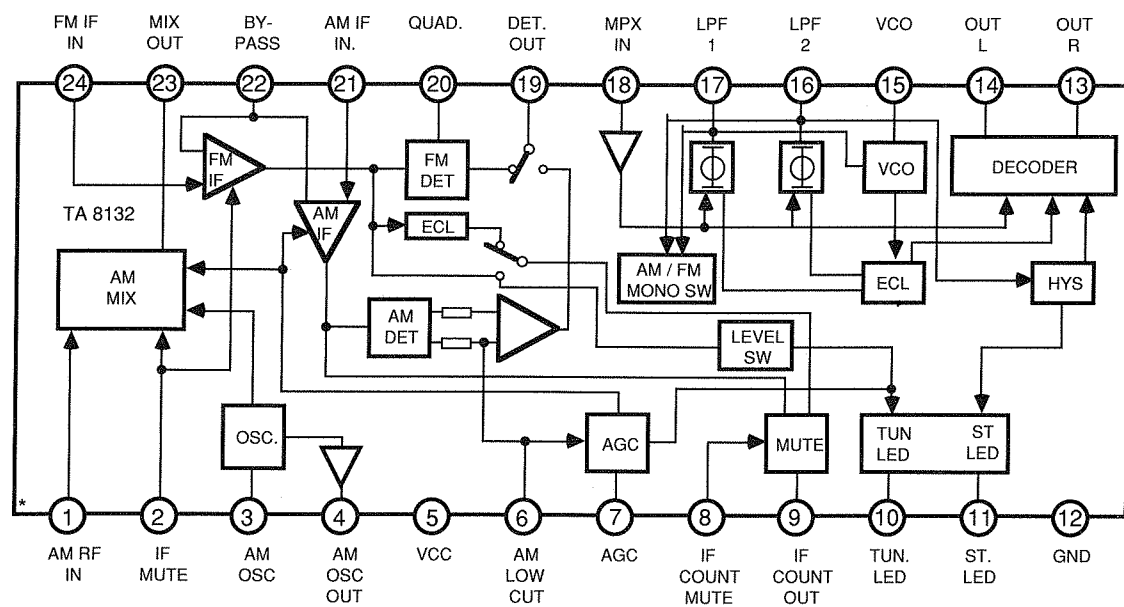 FM IF
IN
MIX
OUT
BY-
PASS
AM IF
IN.
QUAD.
DET.
OUT
MPX
IN
LPF
1
LPF
2
VCO
OUT
L
OUT
R
24
23
22
21
20
19
18
17
16
15
14
13
FM
IF
FM
DET
VCO
DECODER
TA 8132
AM
IF
ECL
AM
MIX
AM / FM
MONO SW
ECL
HYS
AM
DET
LEVEL
SW
OSC.
AGC
MUTE
TUN
LED
ST
LED
*
1
2
3
4
5
6
7
8
9
10
11
12
AM RF
IN
IF
MUTE
AM
OSC
AM
OSC
OUT
VCC
AM
LOW
CUT
AGC
IF
COUNT
MUTE
IF
COUNT
OUT
TUN.
LED
ST.
LED
GND